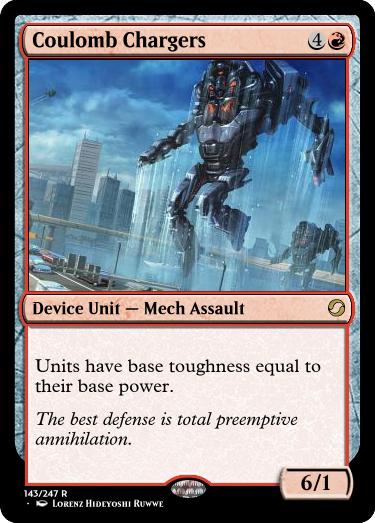 Coulomb Chargers 4
Device Unit — Mech Assault
Units have base toughness equal to
their base power.
The best defense is total preemptive
annihilation.
6/1
143/247 R
· Lorenz Hideyoshi Ruwwe